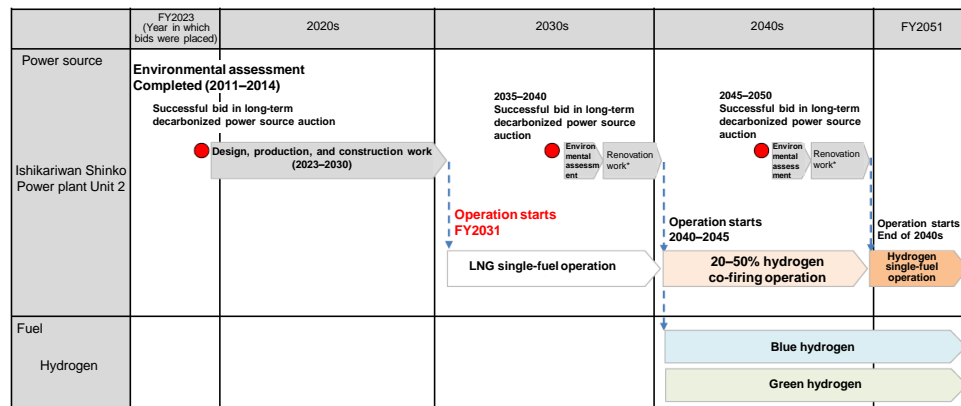 FY2023
(Year in which
bids were placed)
2020s
2030s
2040s
FY2051
Power source
Environmental assessment
Completed (2011–2014)
Successful bid in long-term
decarbonized power source
auction
2035–2040
Successful bid in long-term
decarbonized power source
auction
2045–2050
Successful bid in long-term
decarbonized power source
auction
Ishikariwan Shinko
Power plant Unit 2
Design, production, and construction work
(2023–2030)
Environ
mental
assessm
ent
Renovation
work*
Environ
mental
assess
ment
Renovation
work*
Operation starts
FY2031
Operation starts
2040–2045
Operation starts
End of 2040s
LNG single-fuel operation
20–50% hydrogen
co-firing operation
Hydrogen
single-fuel
operation
Fuel
Hydrogen
Blue hydrogen
Green hydrogen